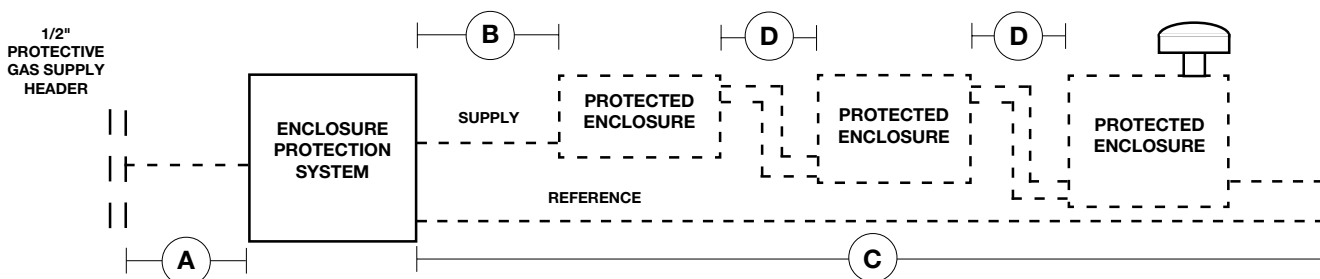 1/2"
PROTECTIVE
GAS SUPPLY
HEADER
A
ENCLOSURE
PROTECTION
SYSTEM
B
SUPPLY
REFERENCE
PROTECTED
ENCLOSURE
D
PROTECTED
ENCLOSURE
D
PROTECTED
ENCLOSURE
C